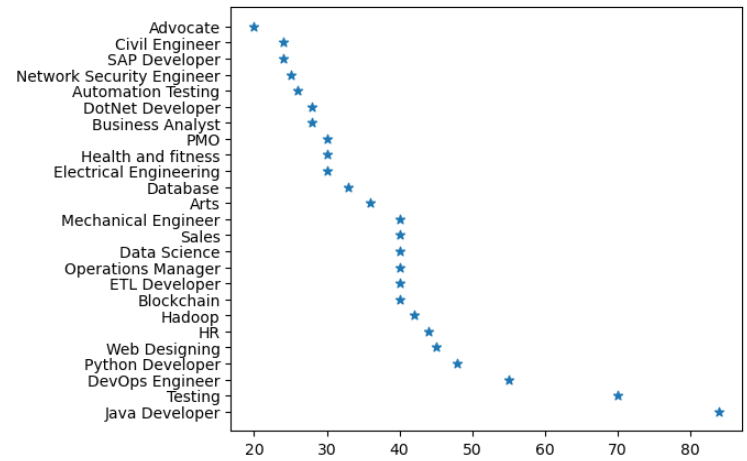 Advocate
Civil Engineer
SAP Developer
Network Security Engineer
Automation Testing
DotNet Developer
Business Analyst
PMO
Health and fitness
Electrical Engineering
Database
Arts
Mechanical Engineer
Sales
Data Science
Operations Manager
ETL Developer
Blockchain
Hadoop
HR
Web Designing
Python Developer
DevOps Engineer
Testing
Java Developer
20 30 40 50 60 70 80